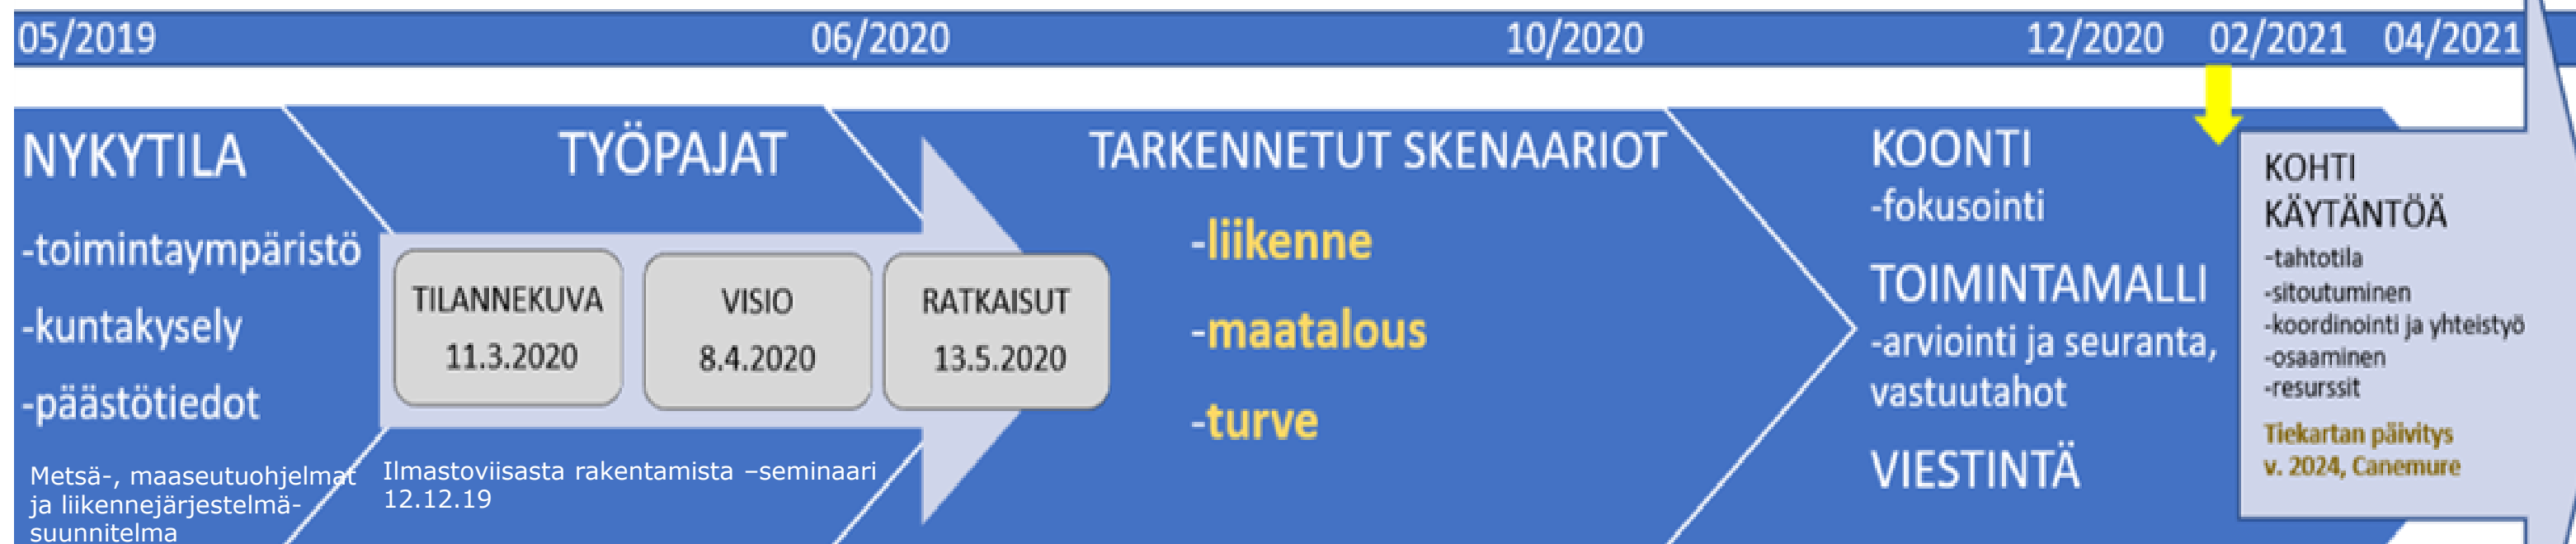 05/2019 06/2020 10/2020 12/2020 02/2021 04/2021
NYKYTILA
-toimintaympäristö
-kuntakysely
-päästötiedot
Metsä-, maaseutuohjelmat
ja liikennejärjestelmä-
suunnitelma
TYÖPAJAT
TILANNEKUVA
11.3.2020
VISIO
8.4.2020
RATKAISUT
13.5.2020
Ilmastoviisasta rakentamista –seminaari
12.12.19
TARKENNETUT SKENAARIOT
-liikenne
-maatalous
-turve
KOONTI
-fokusointi
TOIMINTAMALLI
-arviointi ja seuranta,
vastuutahot
VIESTINTÄ
KOHTI
KÄYTÄNTÖÄ
-tahtotila
-sitoutuminen
-koordinointi ja yhteistyö
-osaaminen
-resurssit
Tiekartan päivitys
v. 2024, Canemure